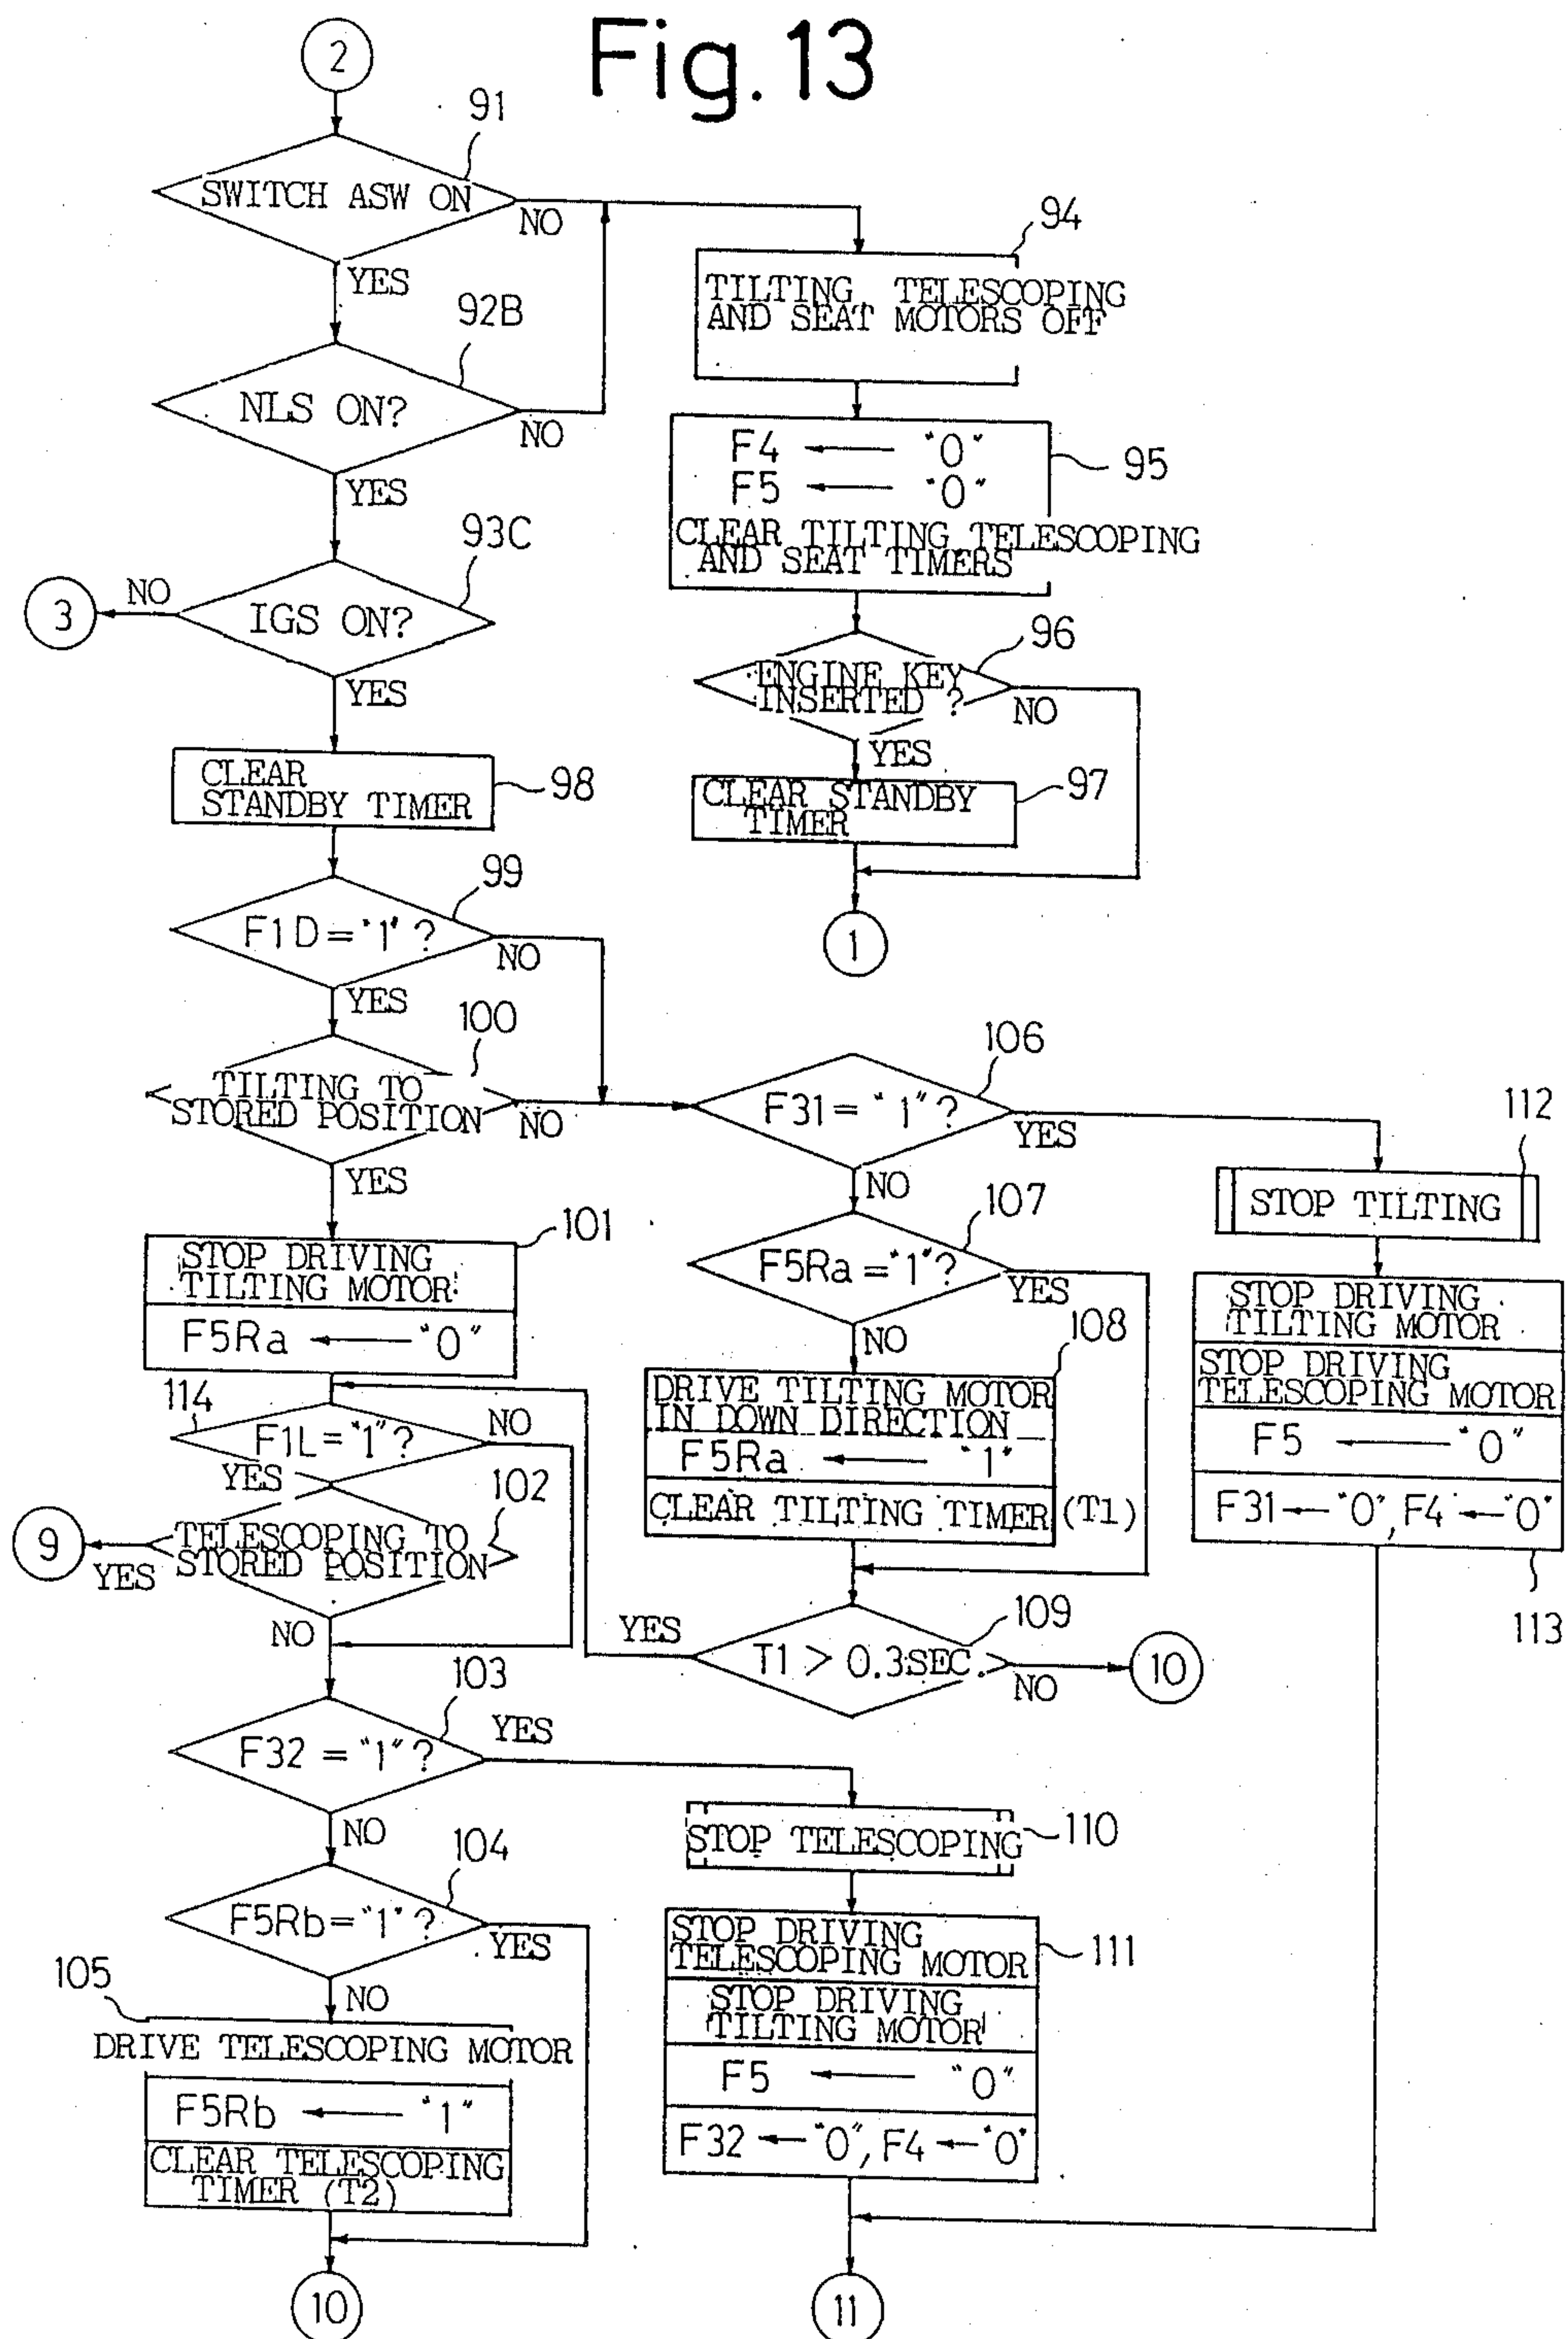 Fig. 13
2
91
SWITCH ASW ON
NO
YES
92B
NLS ON?
NO
YES
93C
IGS ON?
NO
3
YES
CLEAR
STANDBY TIMER
98
99
F1D="1"?
NO
YES
100
TILTING TO
STORED POSITION
NO
YES
101
STOP DRIVING
TILTING MOTOR
F5Ra ← "0"
114
F1L="1"?
NO
YES
102
TELESCOPING TO
STORED POSITION
9
YES
NO
103
F32="1"?
YES
NO
104
F5Rb="1"?
YES
NO
105
DRIVE TELESCOPING MOTOR
F5Rb ← "1"
CLEAR TELESCOPING
TIMER (T2)
10
94
TILTING, TELESCOPING
AND SEAT MOTORS OFF
F4 ← "0"
F5 ← "0"
95
CLEAR TILTING TELESCOPING
AND SEAT TIMERS
96
ENGINE KEY
INSERTED ?
NO
YES
CLEAR STANDBY
TIMER
97
1
106
F31="1"?
YES
NO
107
F5Ra="1"?
YES
NO
108
DRIVE TILTING MOTOR
IN DOWN DIRECTION
F5Ra ← "1"
CLEAR TILTING TIMER (T1)
109
YES
T1 > 0.3SEC.
NO
10
STOP TELESCOPING
110
STOP DRIVING
TELESCOPING MOTOR
111
STOP DRIVING
TILTING MOTOR
F5 ← "0"
F32←"0", F4←"0"
11
112
STOP TILTING
STOP DRIVING
TILTING MOTOR
STOP DRIVING
TELESCOPING MOTOR
F5 ← "0"
F31←"0", F4←"0"
113